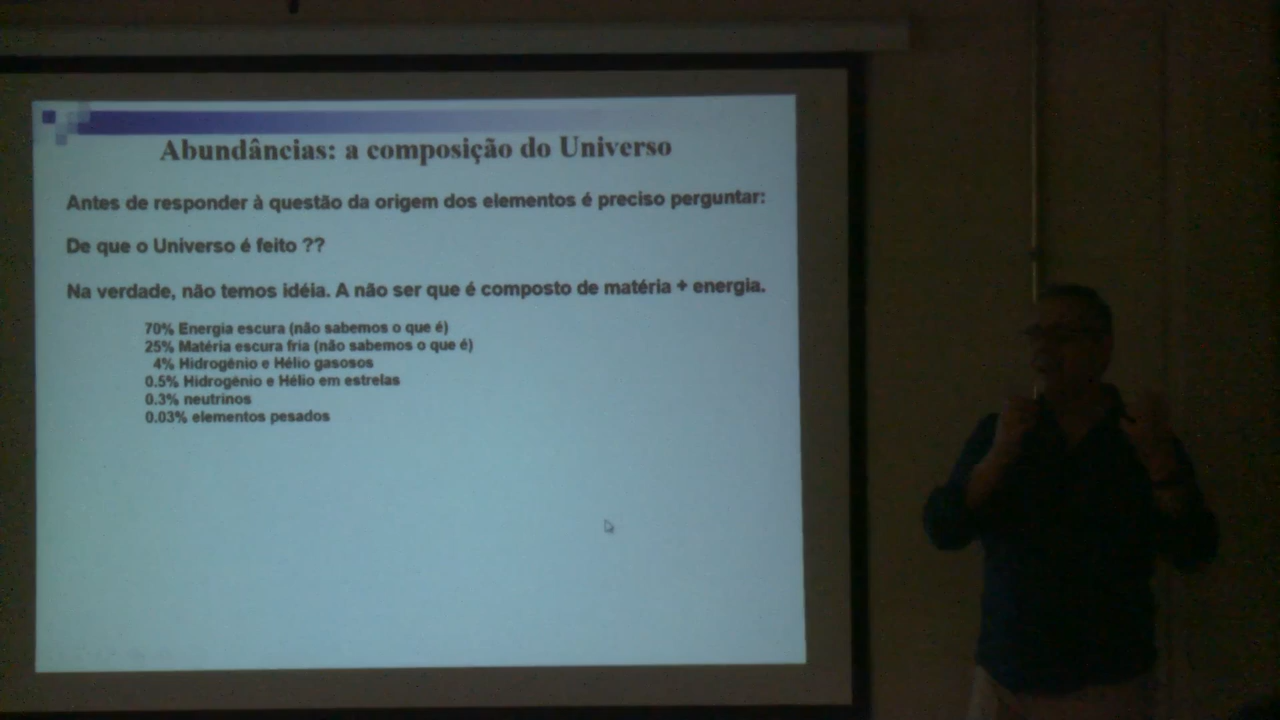 Abundâncias: a composição do Universo
Antes de responder à questão da origem dos elementos é preciso perguntar:
De que o Universo é feito ??
Na verdade, não temos idéia. A não ser que é composto de matéria + energia.
70% Energia escura (não sabemos o que é)
25% Matéria escura fria (não sabemos o que é)
4% Hidrogênio e Hélio gasosos
0.5% Hidrogênio e Hélio em estrelas
0.3% neutrinos
0.03% elementos pesados